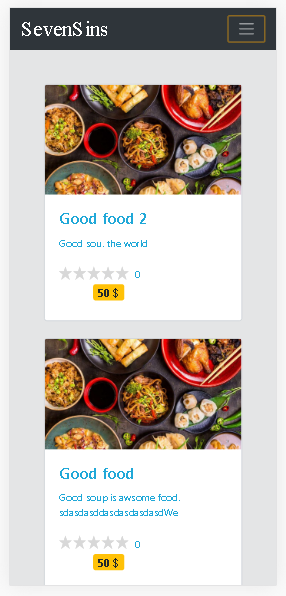 SevenSins
Good food 2
Good sou. the world
0
50 $
Good food
Good soup is awsome food.
sdasdasddasdasdasdasdWe
0
50 $